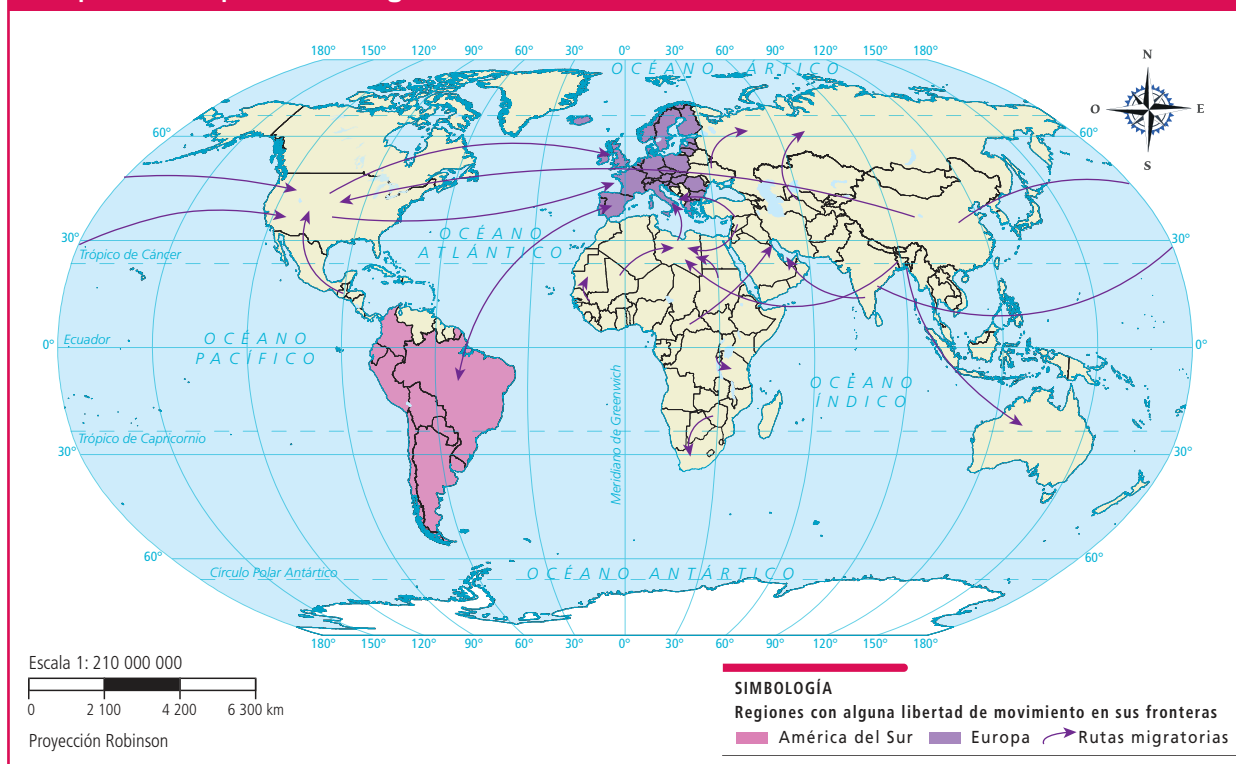 180° 150° 120° 90° 60° 30° 0° 30° 60° 90° 120° 150° 180°
OCÉANO ÁRTICO
N
O E
S
60° 60°
OCÉANO
ATLÁNTICO
30° 30°
Trópico de Cáncer
OCÉANO
PACÍFICO
Ecuador
0° 0°
OCÉANO
ÍNDICO
Meridiano de Greenwich
Trópico de Capricornio
30° 30°
60° 60°
Círculo Polar Antártico
OCÉANO ANTÁRTICO
180° 150° 120° 90° 60° 30° 0° 30° 60° 90° 120° 150° 180°
Escala 1: 210 000 000
0 2 100 4 200 6 300 km
Proyección Robinson
SIMBOLOGÍA
Regiones con alguna libertad de movimiento en sus fronteras
América del Sur Europa Rutas migratorias